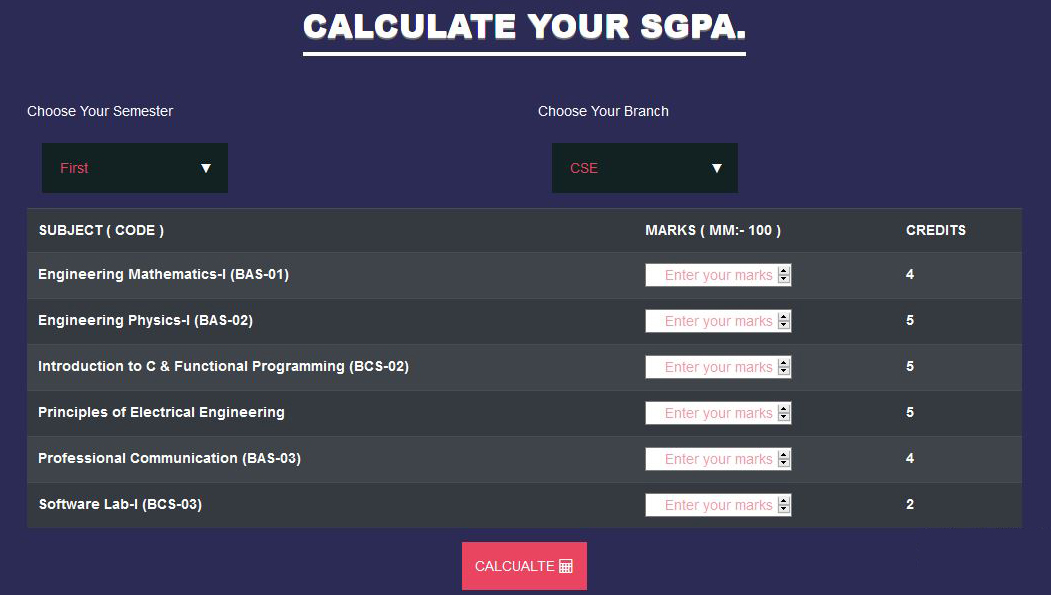 CALCULATE YOUR SGPA.
Choose Your Semester Choose Your Branch
First ▼ CSE ▼
SUBJECT ( CODE ) MARKS ( MM:- 100 ) CREDITS
Engineering Mathematics-I (BAS-01) Enter your marks 4
Engineering Physics-I (BAS-02) Enter your marks 5
Introduction to C & Functional Programming (BCS-02) Enter your marks 5
Principles of Electrical Engineering Enter your marks 5
Professional Communication (BAS-03) Enter your marks 4
Software Lab-I (BCS-03) Enter your marks 2
CALCUALTE